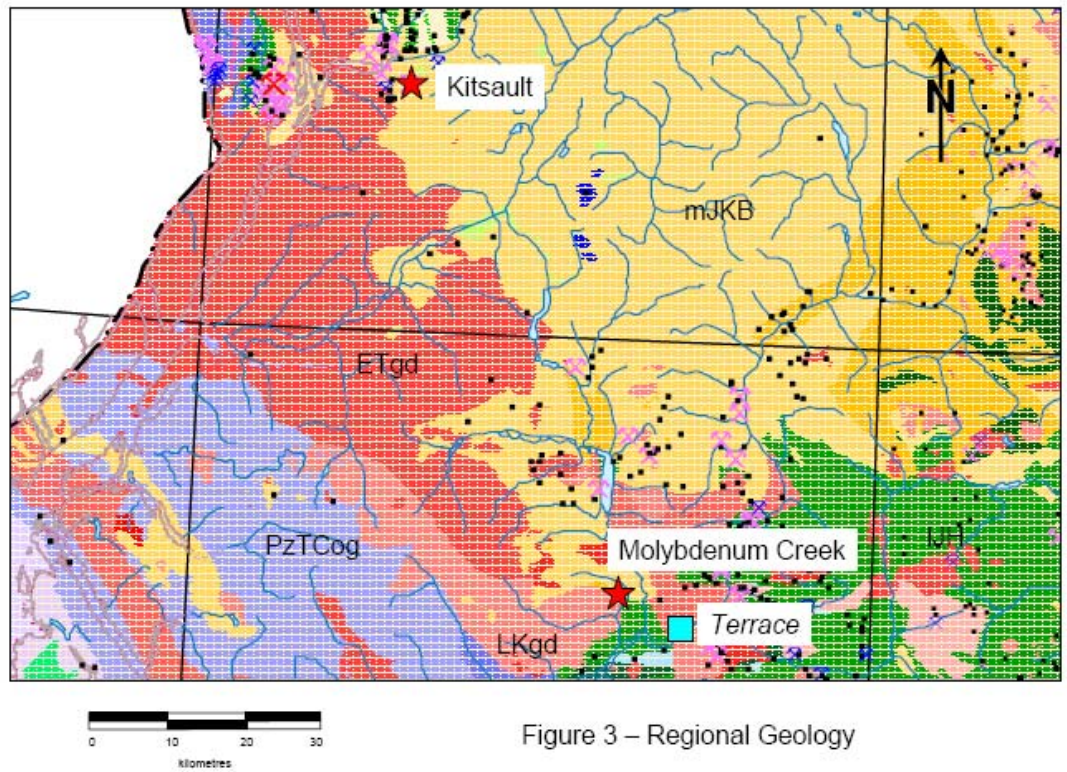 Kitsault
N
mJKB
ETgd
PzTCog
Molybdenum Creek
lJH
Terrace
LKgd
0 10 20 30
kilometres
Figure 3 – Regional Geology